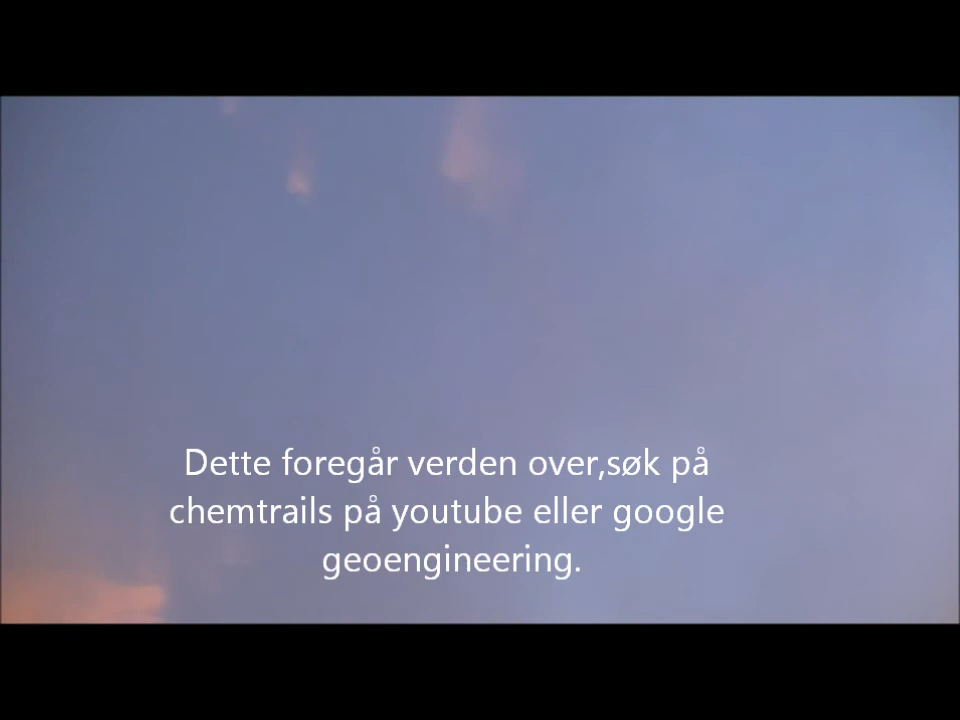 Dette foregår verden over,søk på
chemtrails på youtube eller google
geoengineering.